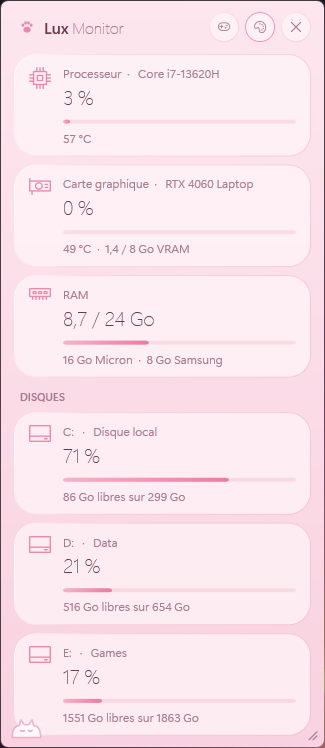 Lux Monitor
Processeur · Core i7-13620H
3 %
57 °C
Carte graphique · RTX 4060 Laptop
0 %
49 °C · 1,4 / 8 Go VRAM
RAM
8,7 / 24 Go
16 Go Micron · 8 Go Samsung
DISQUES
C: · Disque local
71 %
86 Go libres sur 299 Go
D: · Data
21 %
516 Go libres sur 654 Go
E: · Games
17 %
1551 Go libres sur 1863 Go